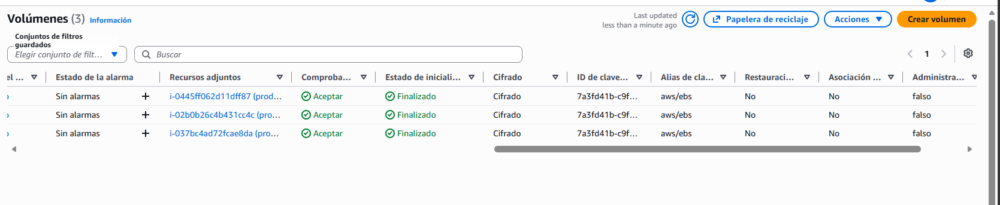 Volúmenes (3) Información
Last updated
less than a minute ago
Papelera de reciclaje
Acciones
Crear volumen
Conjuntos de filtros
guardados
Elegir conjunto de filt...
Buscar
1
el ... Estado de la alarma Recursos adjuntos Comproba... Estado de iniciali... Cifrado ID de clave... Alias de cla... Restauraci... Asociación ... Administra...
Sin alarmas + i-0445ff062d11dff87 (prod... Aceptar Finalizado Cifrado 7a3fd41b-c9f... aws/ebs No No falso
Sin alarmas + i-02b0b26c4b431cc4c (pro... Aceptar Finalizado Cifrado 7a3fd41b-c9f... aws/ebs No No falso
Sin alarmas + i-037bc4ad72fcae8da (pro... Aceptar Finalizado Cifrado 7a3fd41b-c9f... aws/ebs No No falso